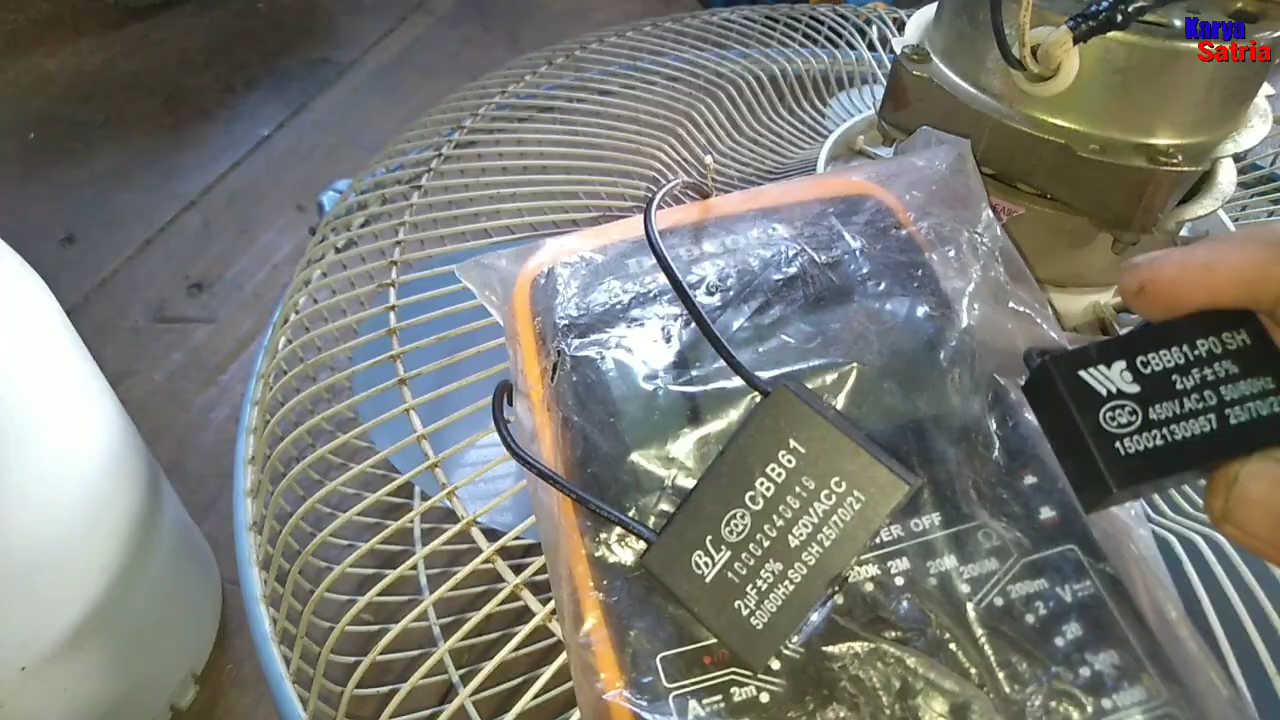 Karya
Satria
CBB61-P0 SH
2μF±5%
CQC
450V.AC.D 50/60Hz
15002130957 25/70/21
BL CQC CBB61
10002040819
2μF±5% 450VACC
50/60Hz S0 SH 25/70/21
OFF
Ω
200k 2M 20M 200M
200m
2 V
20
A 2m